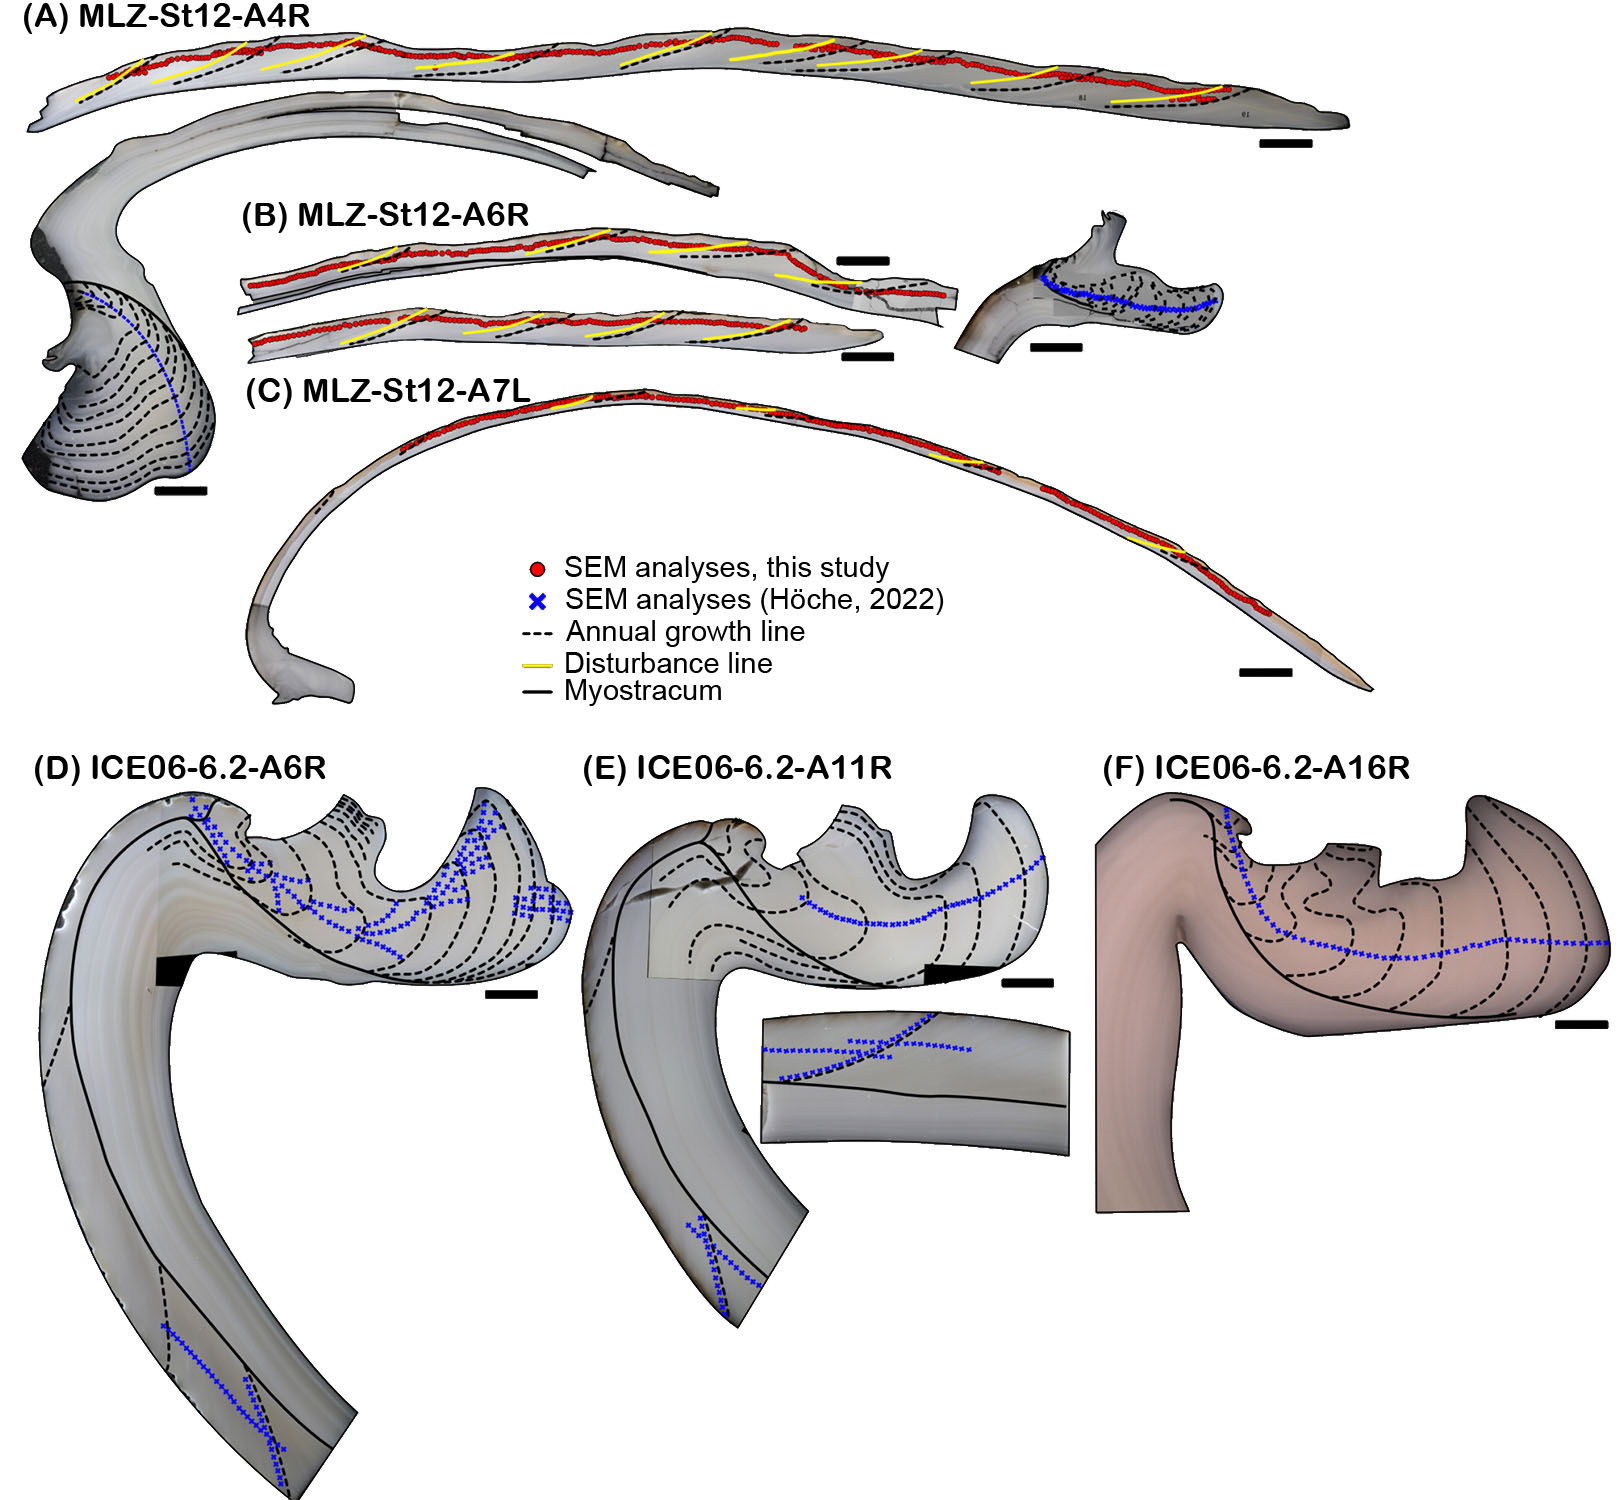 (A) MLZ-St12-A4R
(B) MLZ-St12-A6R
(C) MLZ-St12-A7L
SEM analyses, this study
SEM analyses (Höche, 2022)
Annual growth line
Disturbance line
Myostracum
(D) ICE06-6.2-A6R
(E) ICE06-6.2-A11R
(F) ICE06-6.2-A16R